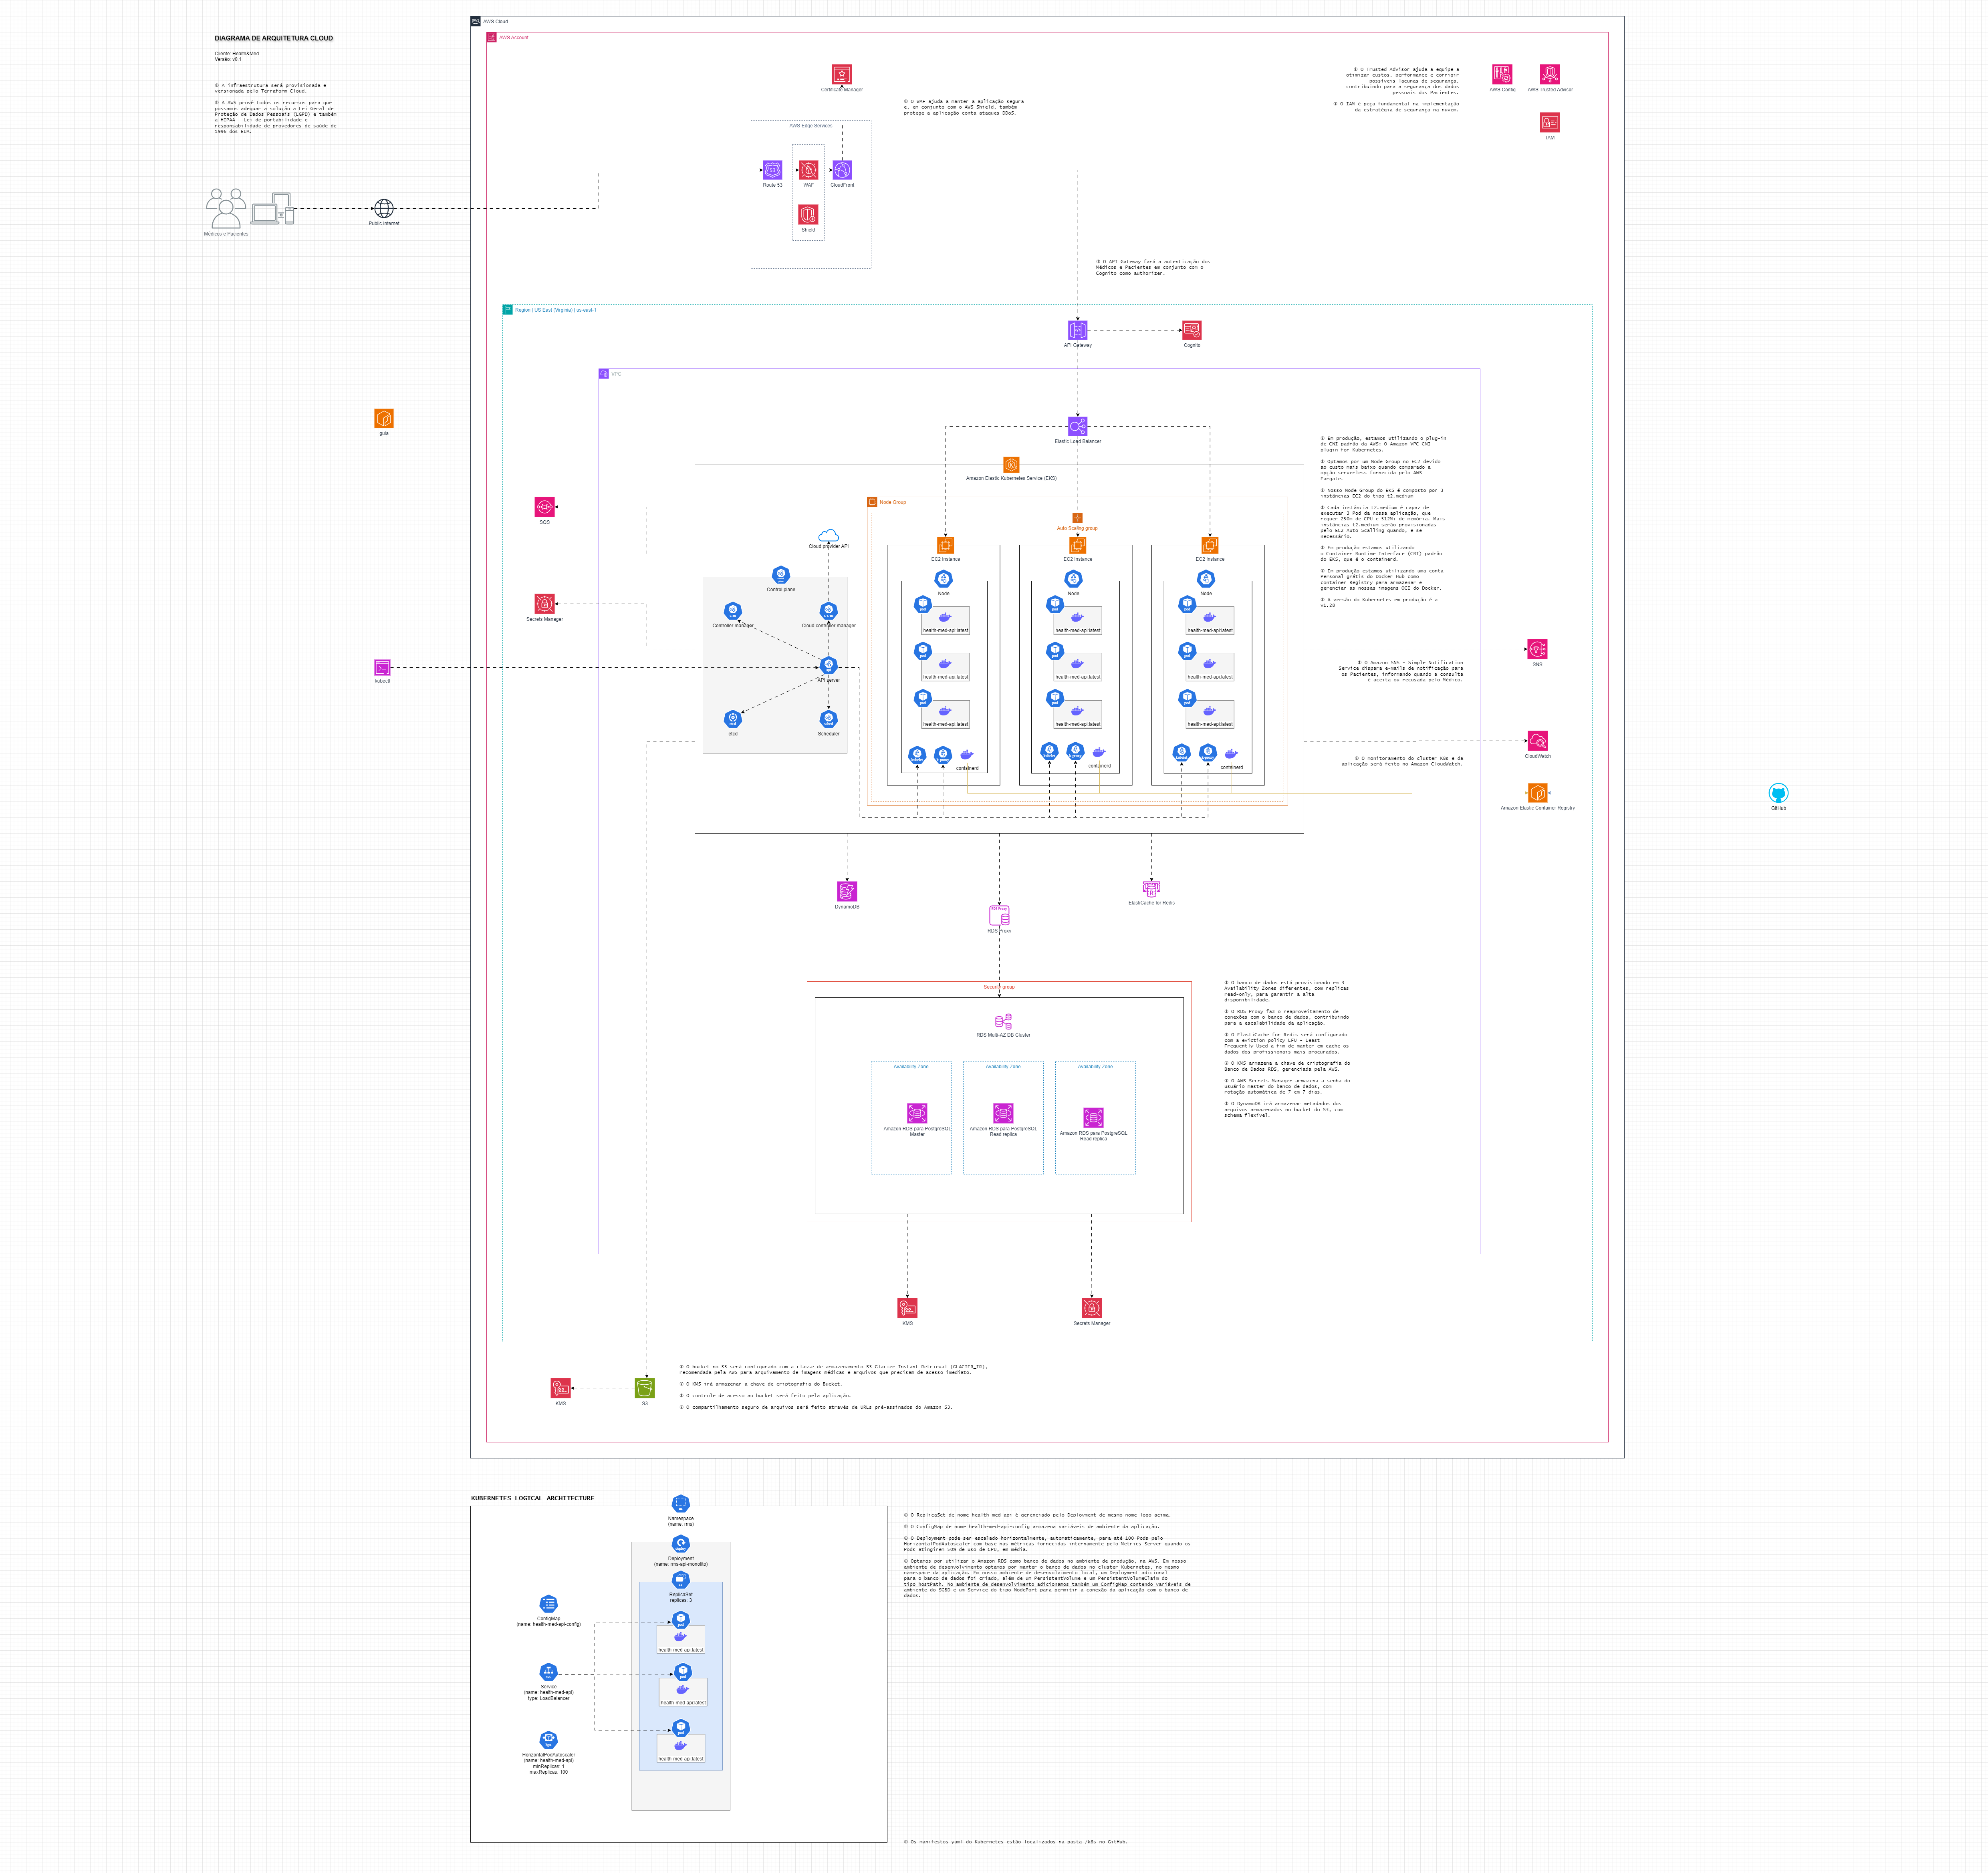 DIAGRAMA DE ARQUITETURA CLOUD
Cliente: Health&Med
Versão: v0.1
① A infraestrutura será provisionada e
versionada pelo Terraform Cloud.
① A AWS provê todos os recursos para que
possamos adequar a solução a Lei Geral de
Proteção de Dados Pessoais (LGPD) e também
a HIPAA - Lei de portabilidade e
responsabilidade de provedores de saúde de
1996 dos EUA.
Médicos e Pacientes
Public Internet
guia
kubectl
AWS Cloud
AWS Account
Certificate Manager
① O WAF ajuda a manter a aplicação segura
e, em conjunto com o AWS Shield, também
protege a aplicação conta ataques DDoS.
① O Trusted Advisor ajuda a equipe a
otimizar custos, performance e corrigir
possíveis lacunas de segurança,
contribuindo para a segurança dos dados
pessoais dos Pacientes.
① O IAM é peça fundamental na implementação
da estratégia de segurança na nuvem.
AWS Config
AWS Trusted Advisor
IAM
AWS Edge Services
Route 53
WAF
CloudFront
Shield
① O API Gateway fará a autenticação dos
Médicos e Pacientes em conjunto com o
Cognito como authorizer.
Region | US East (Virginia) | us-east-1
API Gateway
Cognito
VPC
Elastic Load Balancer
Amazon Elastic Kubernetes Service (EKS)
① Em produção, estamos utilizando o plug-in
de CNI padrão da AWS: O Amazon VPC CNI
plugin for Kubernetes.
① Optamos por um Node Group no EC2 devido
ao custo mais baixo quando comparado a
opção serverless fornecida pelo AWS
Fargate.
① Nosso Node Group do EKS é composto por 3
instâncias EC2 do tipo t2.medium
① Cada instância t2.medium é capaz de
executar 3 Pod da nossa aplicação, que
requer 250m de CPU e 512Mi de memória. Mais
instâncias t2.medium serão provisionadas
pelo EC2 Auto Scalling quando, e se
necessário.
① Em produção estamos utilizando
o Container Runtime Interface (CRI) padrão
do EKS, que é o containerd.
① Em produção estamos utilizando uma conta
Personal grátis do Docker Hub como
container Registry para armazenar e
gerenciar as nossas imagens OCI do Docker.
① A versão do Kubernetes em produção é a
v1.28
SQS
Secrets Manager
Node Group
Auto Scaling group
Cloud provider API
Control plane
Controller manager
Cloud controller manager
API server
etcd
Scheduler
EC2 Instance
EC2 Instance
EC2 Instance
Node
Node
Node
pod
health-med-api:latest
pod
health-med-api:latest
pod
health-med-api:latest
pod
health-med-api:latest
pod
health-med-api:latest
pod
health-med-api:latest
pod
health-med-api:latest
pod
health-med-api:latest
pod
health-med-api:latest
containerd
containerd
containerd
SNS
① O Amazon SNS - Simple Notification
Service dispara e-mails de notificação para
os Pacientes, informando quando a consulta
é aceita ou recusada pelo Médico.
CloudWatch
① O monitoramento do cluster K8s e da
aplicação será feito no Amazon CloudWatch.
Amazon Elastic Container Registry
GitHub
DynamoDB
RDS Proxy
ElastiCache for Redis
Security group
RDS Multi-AZ DB Cluster
Availability Zone
Availability Zone
Availability Zone
Amazon RDS para PostgreSQL
Master
Amazon RDS para PostgreSQL
Read replica
Amazon RDS para PostgreSQL
Read replica
① O banco de dados está provisionado em 3
Availability Zones diferentes, com replicas
read-only, para garantir a alta
disponibilidade.
① O RDS Proxy faz o reaproveitamento de
conexões com o banco de dados, contribuindo
para a escalabilidade da aplicação.
① O ElastiCache for Redis será configurado
com a eviction policy LFU - Least
Frequently Used a fim de manter em cache os
dados dos profissionais mais procurados.
① O KMS armazena a chave de criptografia do
Banco de Dados RDS, gerenciada pela AWS.
① O AWS Secrets Manager armazena a senha do
usuário master do banco de dados, com
rotação automática de 7 em 7 dias.
① O DynamoDB irá armazenar metadados dos
arquivos armazenados no bucket do S3, com
schema flexível.
KMS
Secrets Manager
KMS
S3
① O bucket no S3 será configurado com a classe de armazenamento S3 Glacier Instant Retrieval (GLACIER_IR),
recomendada pela AWS para arquivamento de imagens médicas e arquivos que precisam de acesso imediato.
① O KMS irá armazenar a chave de criptografia do Bucket.
① O controle de acesso ao bucket será feito pela aplicação.
① O compartilhamento seguro de arquivos será feito através de URLs pré-assinados do Amazon S3.
KUBERNETES LOGICAL ARCHITECTURE
Namespace
(name: rms)
Deployment
(name: rms-api-monolito)
ReplicaSet
replicas: 3
ConfigMap
(name: health-med-api-config)
pod
health-med-api:latest
Service
(name: health-med-api)
type: LoadBalancer
pod
health-med-api:latest
pod
health-med-api:latest
HorizontalPodAutoscaler
(name: health-med-api)
minReplicas: 1
maxReplicas: 100
① O ReplicaSet de nome health-med-api é gerenciado pelo Deployment de mesmo nome logo acima.
① O ConfigMap de nome health-med-api-config armazena variáveis de ambiente da aplicação.
① O Deployment pode ser escalado horizontalmente, automaticamente, para até 100 Pods pelo
HorizontalPodAutoscaler com base nas métricas fornecidas internamente pelo Metrics Server quando os
Pods atingirem 50% de uso de CPU, em média.
① Optamos por utilizar o Amazon RDS como banco de dados no ambiente de produção, na AWS. Em nosso
ambiente de desenvolvimento optamos por manter o banco de dados no cluster Kubernetes, no mesmo
namespace da aplicação. Em nosso ambiente de desenvolvimento local, um Deployment adicional
para o banco de dados foi criado, além de um PersistentVolume e um PersistentVolumeClaim do
tipo hostPath. No ambiente de desenvolvimento adicionamos também um ConfigMap contendo variáveis de
ambiente do SGBD e um Service do tipo NodePort para permitir a conexão da aplicação com o banco de
dados.
① Os manifestos yaml do Kubernetes estão localizados na pasta /k8s no GitHub.